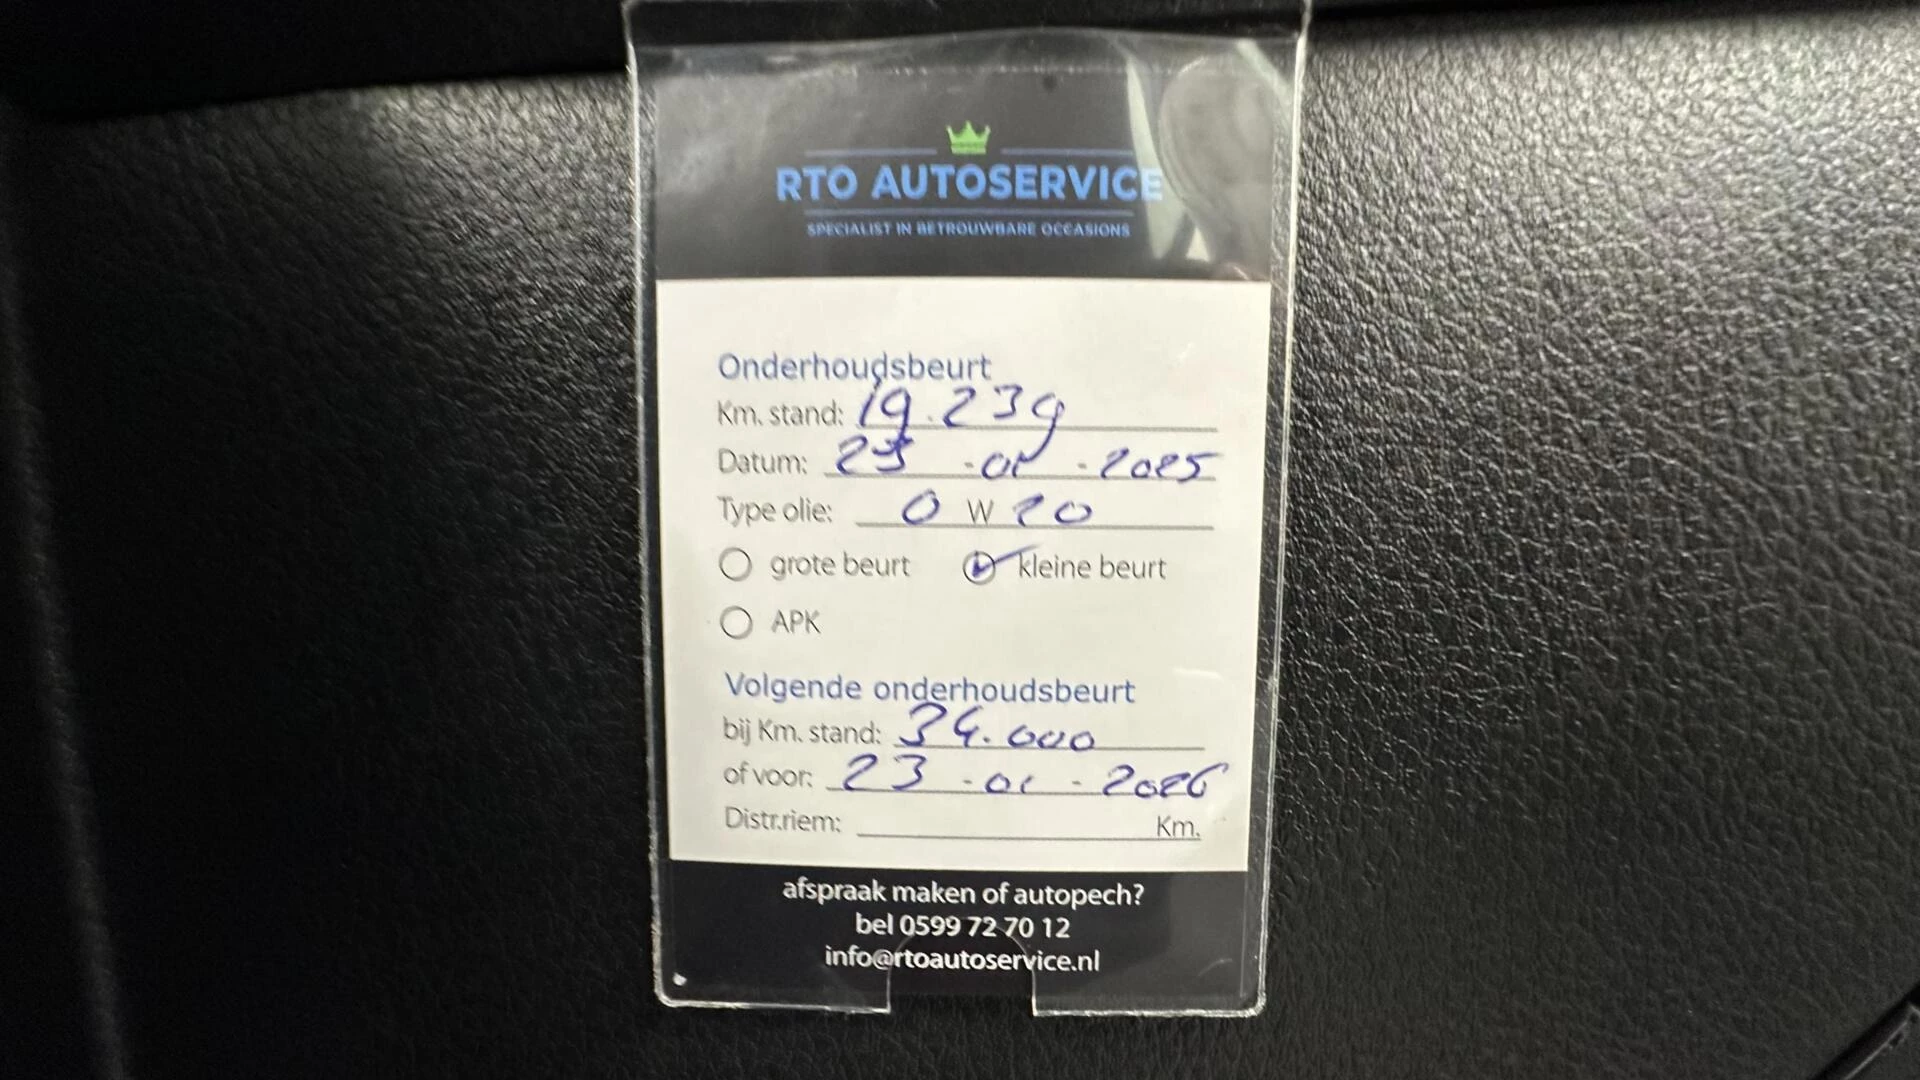 RTO AUTOSERVICE
SPECIALIST IN BETROUWBARE OCCASIONS
Onderhoudsbeurt
Km. stand: 19.239
Datum: 23 - 01 - 2025
Type olie: 0 W 20
grote beurt kleine beurt
APK
Volgende onderhoudsbeurt
bij Km. stand: 34.000
of voor: 23 - 01 - 2026
Distr.riem: Km.
afspraak maken of autopech?
bel 0599 72 70 12
info@rtoautoservice.nl